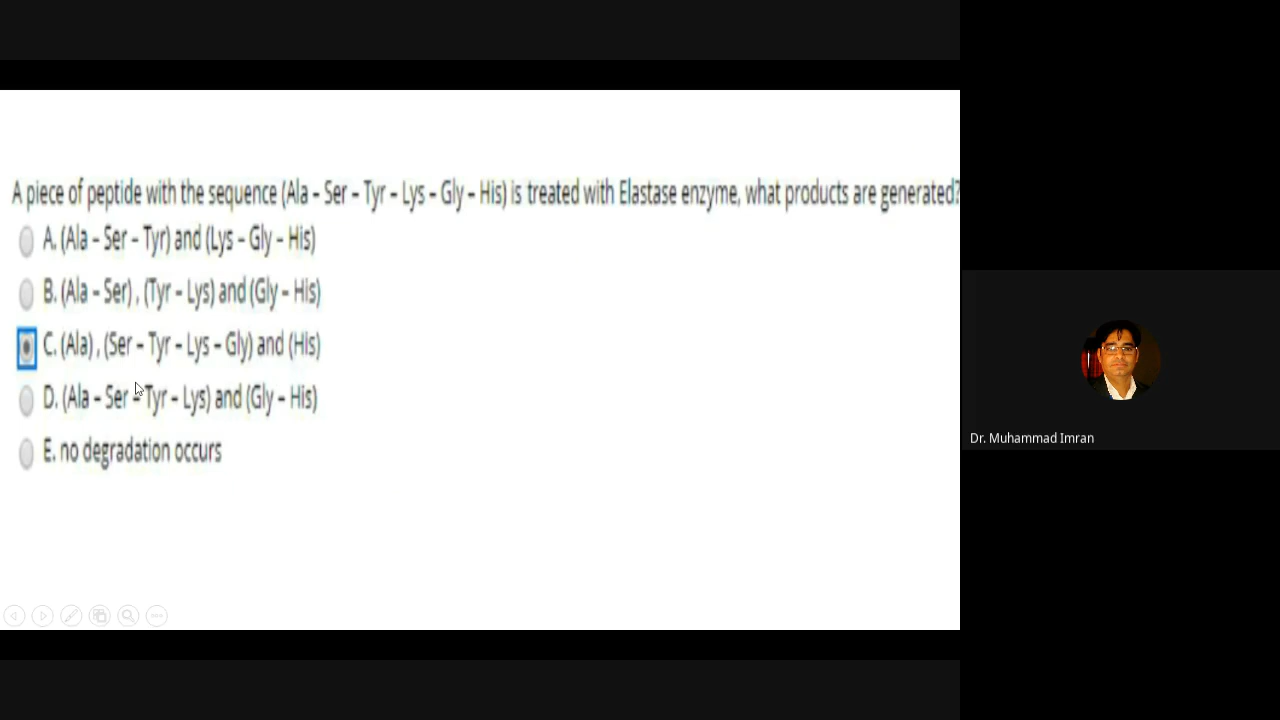 A piece of peptide with the sequence (Ala – Ser – Tyr – Lys – Gly – His) is treated with Elastase enzyme, what products are generated?
A. (Ala – Ser – Tyr) and (Lys – Gly – His)
B. (Ala – Ser) , (Tyr – Lys) and (Gly – His)
C. (Ala) , (Ser – Tyr – Lys – Gly) and (His)
D. (Ala – Ser – Tyr – Lys) and (Gly – His)
E. no degradation occurs
Dr. Muhammad Imran